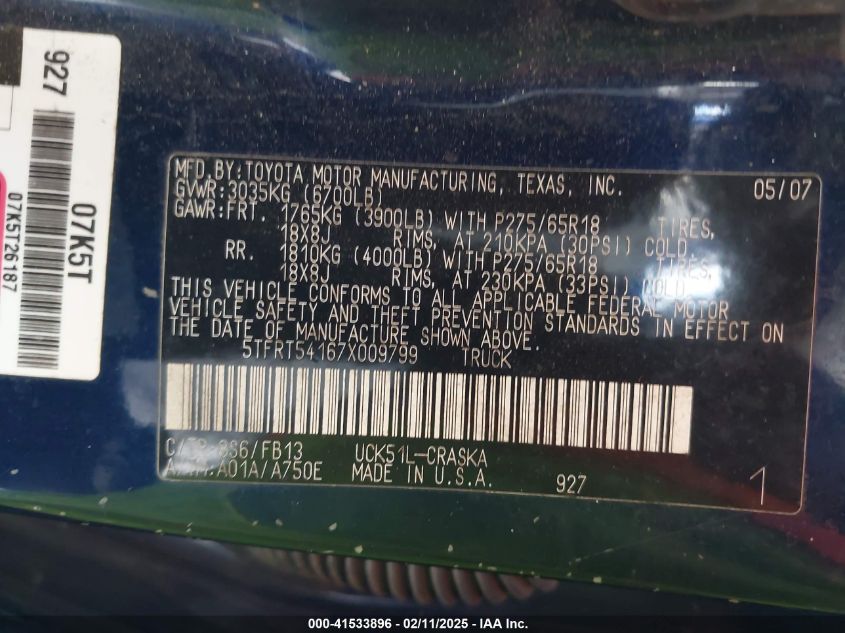 927
07K5T
07K5T26187
MFD.BY:TOYOTA MOTOR MANUFACTURING, TEXAS, INC. 05/07
GVWR:3035KG (6700LB)
GAWR:FRT. 1765KG (3900LB) WITH P275/65R18 TIRES,
18X8J RIMS, AT 210KPA (30PSI) COLD
RR. 1810KG (4000LB) WITH P275/65R18 TIRES,
18X8J RIMS, AT 230KPA (33PSI) COLD
THIS VEHICLE CONFORMS TO ALL APPLICABLE FEDERAL MOTOR
VEHICLE SAFETY AND THEFT PREVENTION STANDARDS IN EFFECT ON
THE DATE OF MANUFACTURE SHOWN ABOVE.
5TFRT54167X009799 TRUCK
/FB13 UCK51L-CRASKA
A01A/A750E MADE IN U.S.A. 927
1
000-41533896 - 02/11/2025 - IAA Inc.